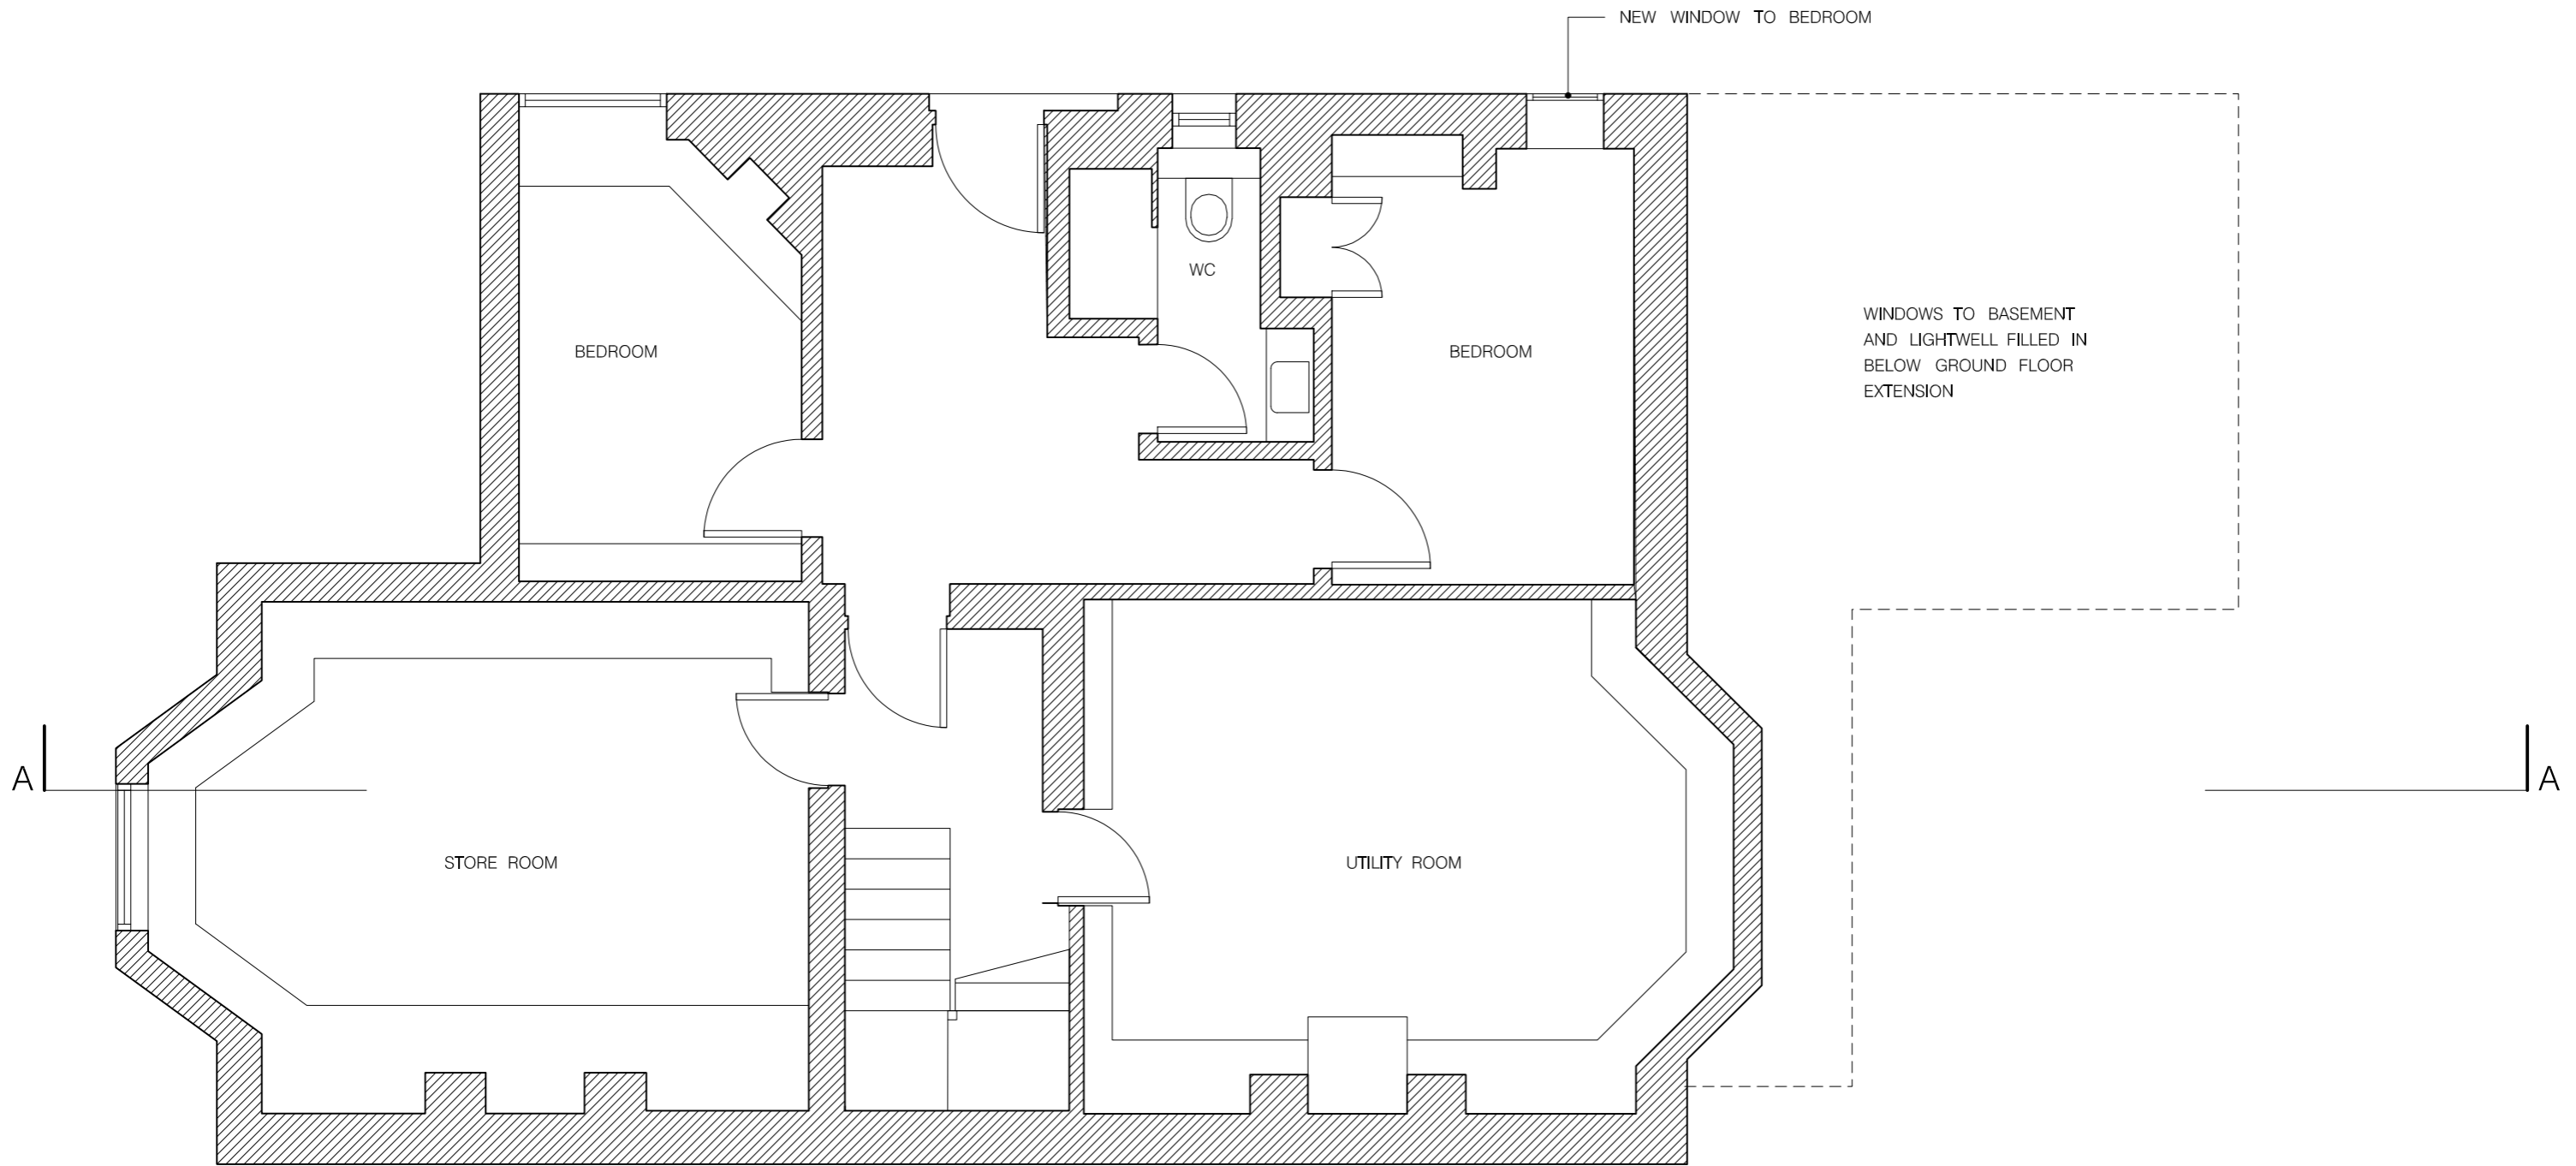 NEW WINDOW TO BEDROOM
WC
BEDROOM
BEDROOM
WINDOWS TO BASEMENT
AND LIGHTWELL FILLED IN
BELOW GROUND FLOOR
EXTENSION
A
A
STORE ROOM
UTILITY ROOM